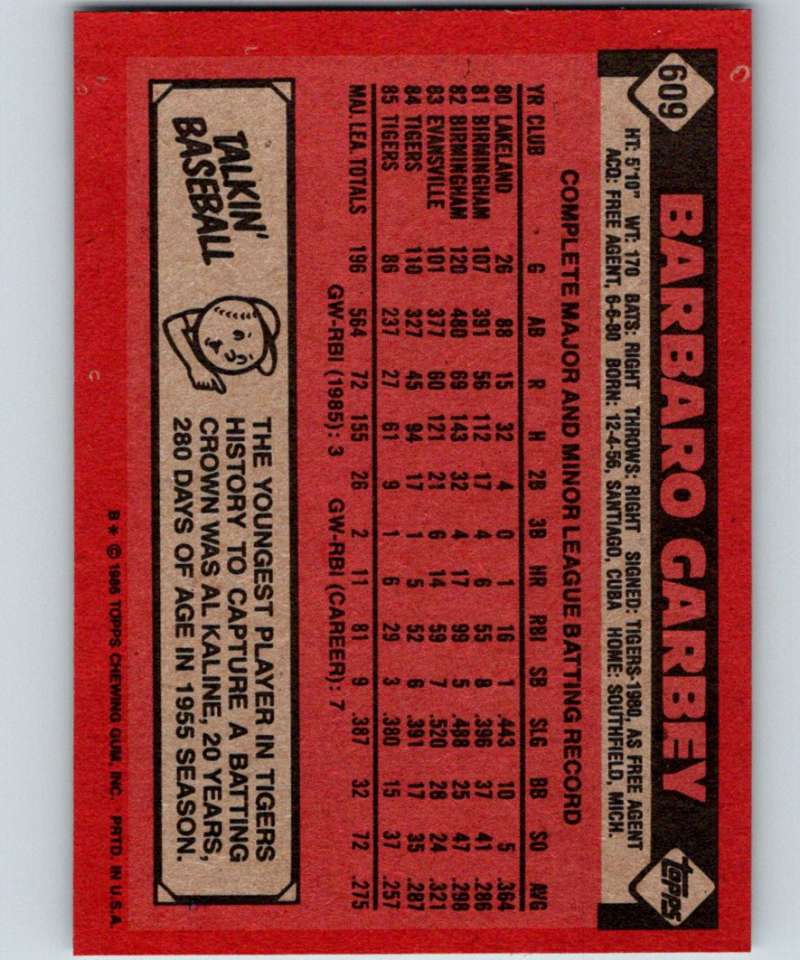 609
BARBARO GARBEY
topps
HT: 5'10" WT: 170 BATS: RIGHT THROWS: RIGHT SIGNED: TIGERS-1980, AS FREE AGENT
ACQ: FREE AGENT, 6-6-80 BORN: 12-4-56, SANTIAGO, CUBA HOME: SOUTHFIELD, MICH.
COMPLETE MAJOR AND MINOR LEAGUE BATTING RECORD
YR CLUB G AB R H 2B 3B HR RBI SB SLG BB SO AVG
80 LAKELAND 26 88 15 32 4 0 1 16 1 .443 10 5 .364
81 BIRMINGHAM 107 391 56 112 17 4 6 55 8 .396 37 41 .286
82 BIRMINGHAM 120 480 69 143 32 4 17 99 5 .488 25 47 .298
83 EVANSVILLE 101 377 60 121 21 6 14 59 7 .520 28 24 .321
84 TIGERS 110 327 45 94 17 1 5 52 6 .391 17 35 .287
85 TIGERS 86 237 27 61 9 1 6 29 3 .380 15 37 .257
MAJ. LEA. TOTALS 196 564 72 155 26 2 11 81 9 .387 32 72 .275
GW-RBI (1985): 3 GW-RBI (CAREER): 7
TALKIN'
BASEBALL
THE YOUNGEST PLAYER IN TIGERS
HISTORY TO CAPTURE A BATTING
CROWN WAS AL KALINE, 20 YEARS,
280 DAYS OF AGE IN 1955 SEASON.
B* © 1986 TOPPS CHEWING GUM, INC. PRTD. IN U.S.A.